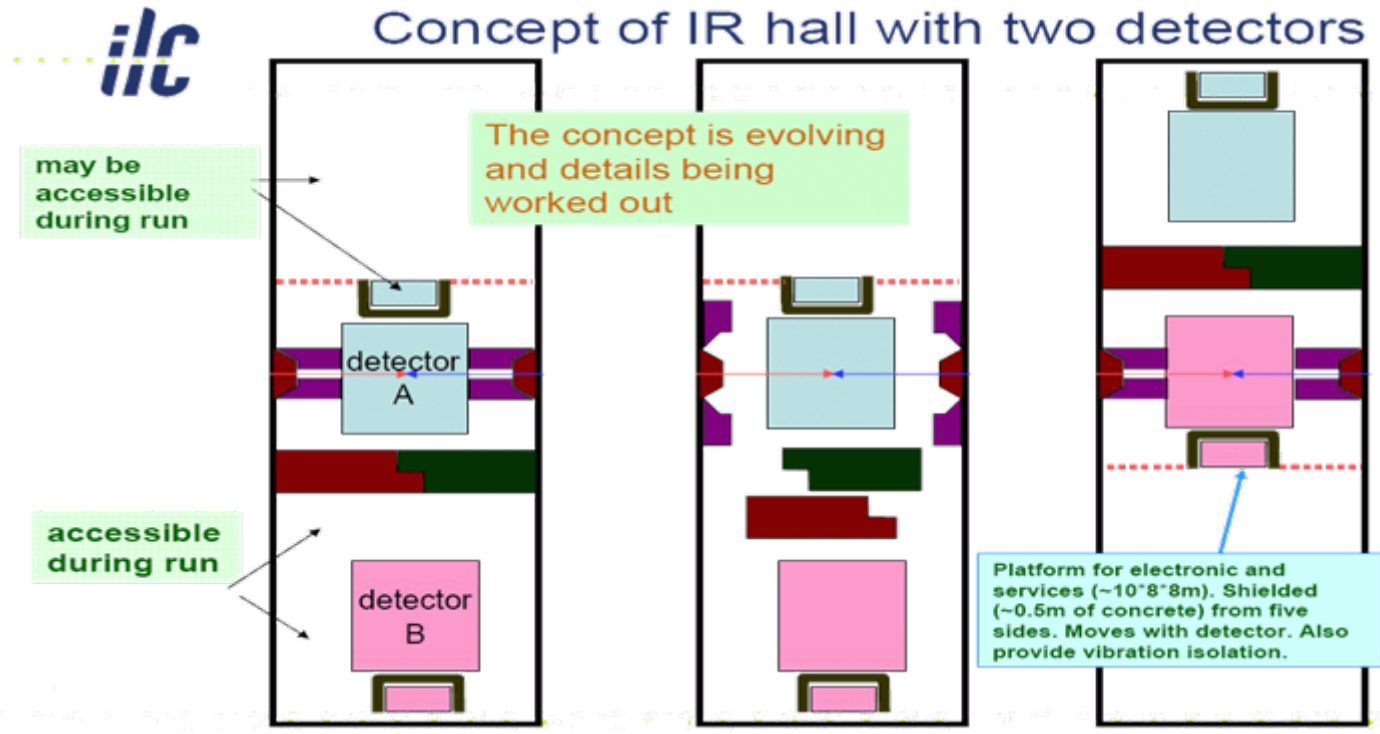 ilc
Concept of IR hall with two detectors
may be
accessible
during run
The concept is evolving
and details being
worked out
detector
A
accessible
during run
detector
B
Platform for electronic and
services (~10*8*8m). Shielded
(~0.5m of concrete) from five
sides. Moves with detector. Also
provide vibration isolation.